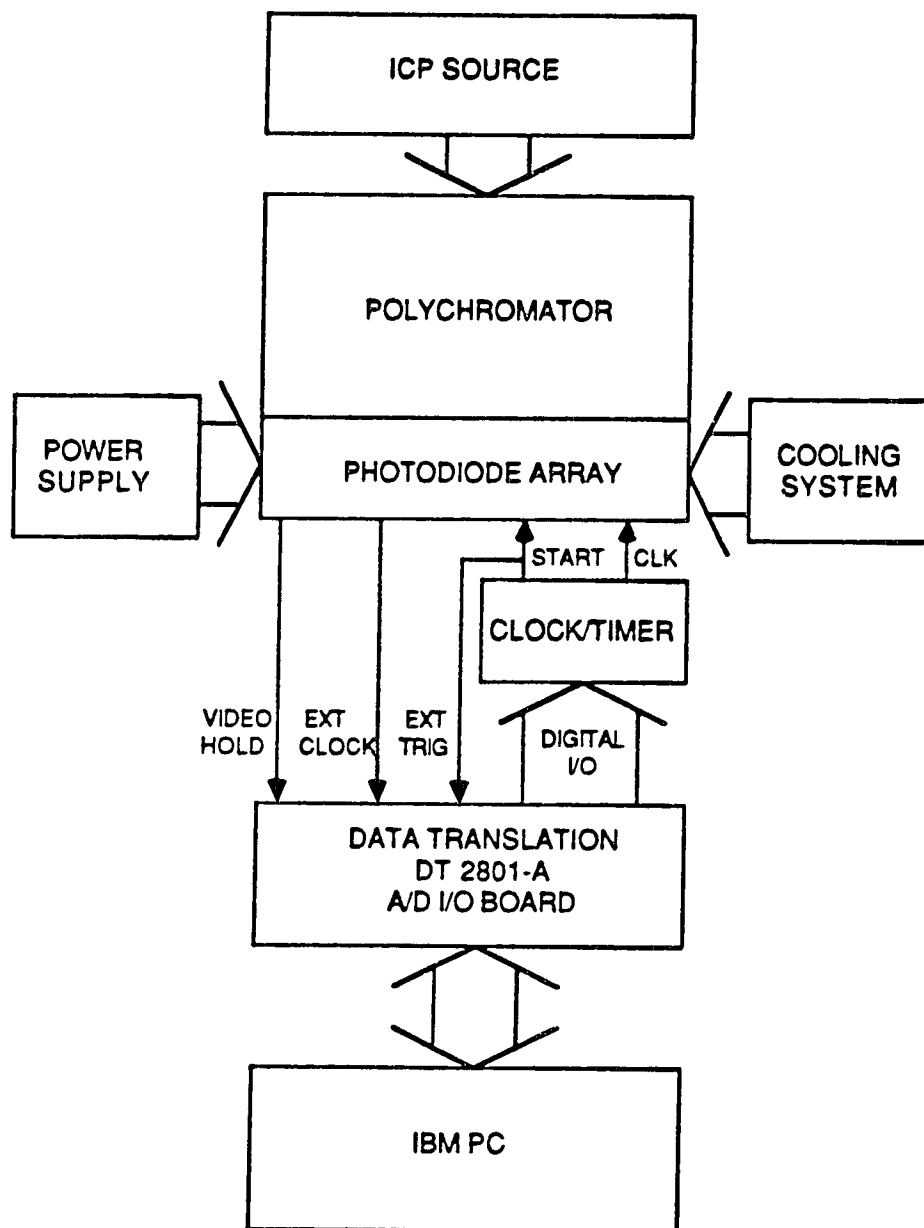 ICP SOURCE
POLYCHROMATOR
POWER
SUPPLY
PHOTODIODE ARRAY
COOLING
SYSTEM
START
CLK
CLOCK/TIMER
VIDEO
HOLD
EXT
CLOCK
EXT
TRIG
DIGITAL
I/O
DATA TRANSLATION
DT 2801-A
A/D I/O BOARD
IBM PC